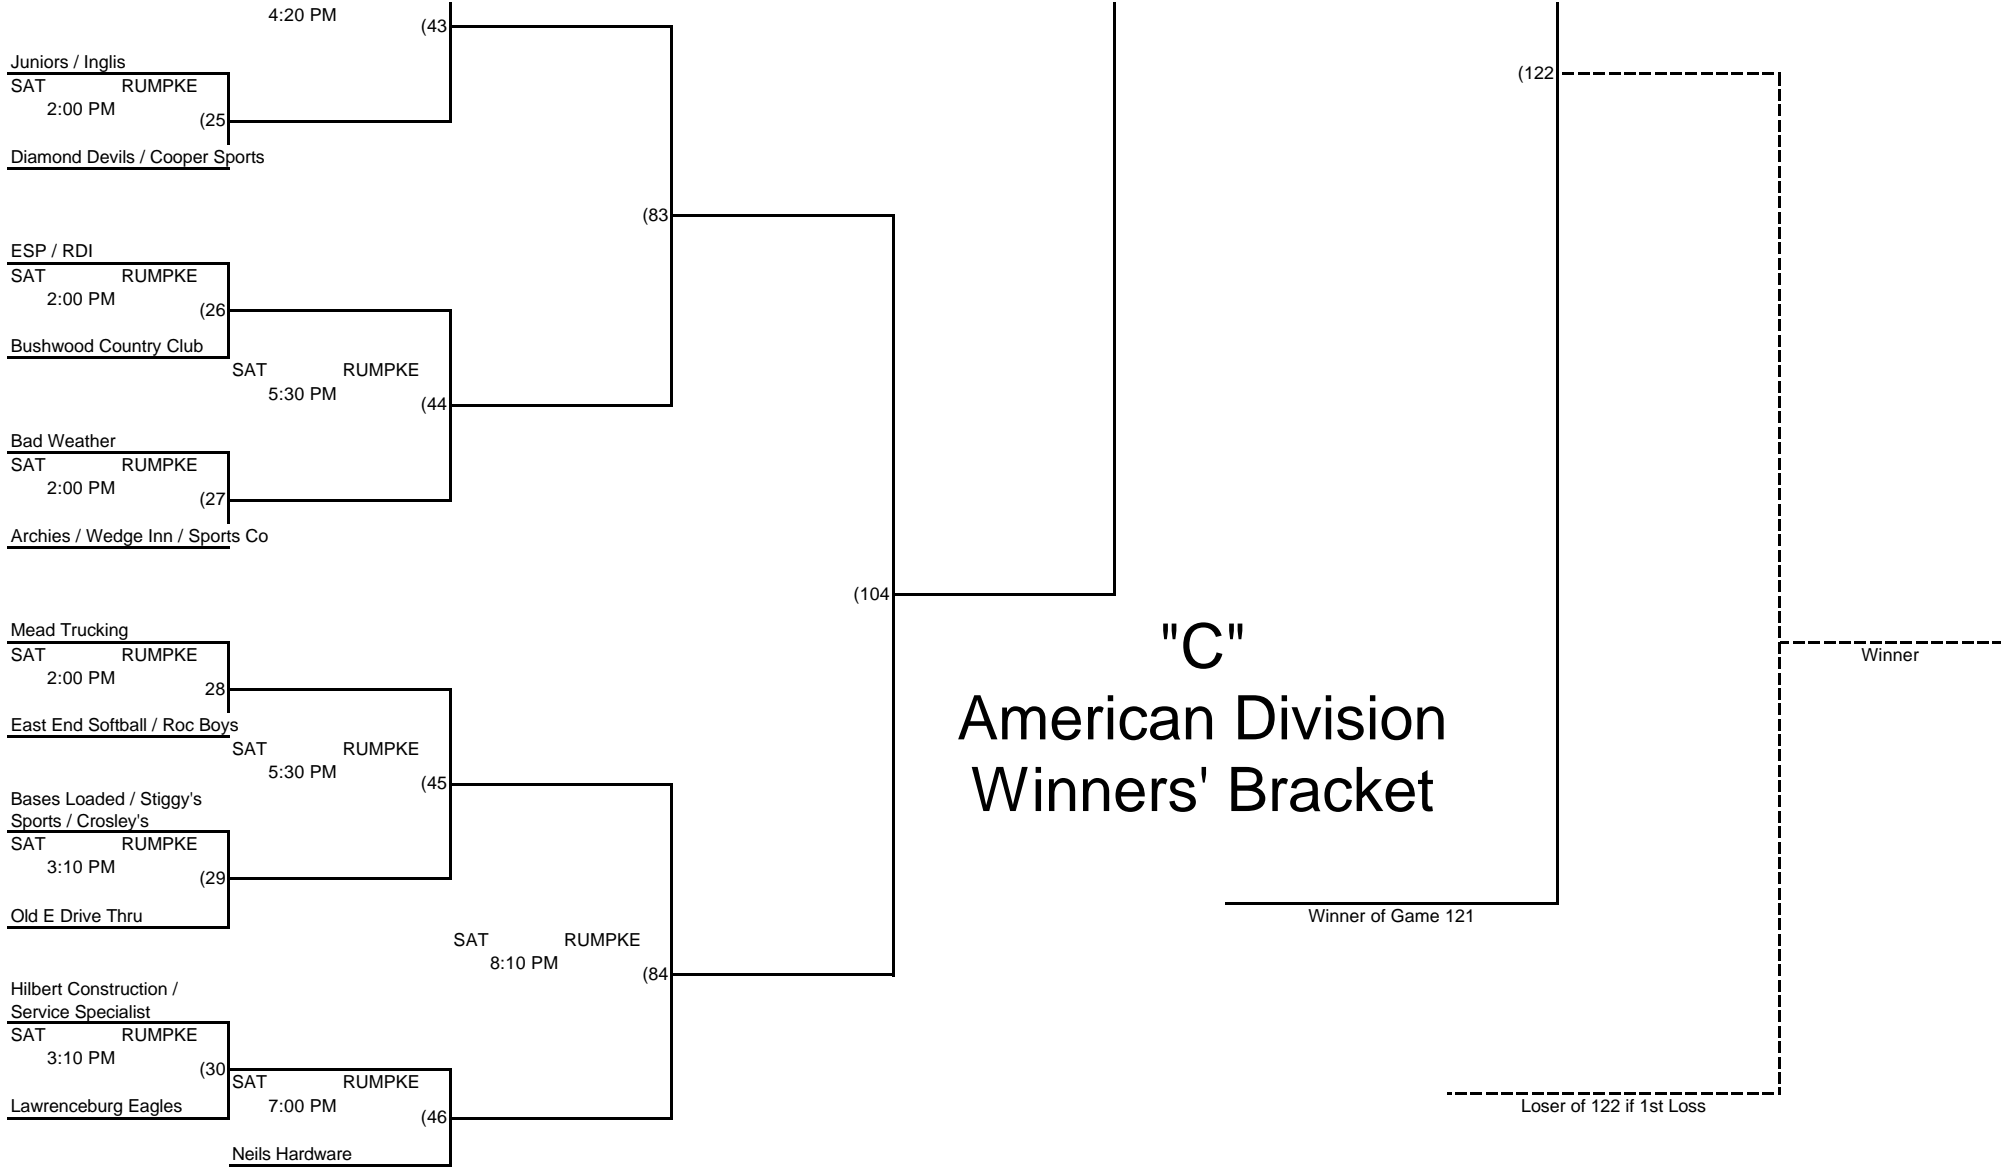 4:20 PM
(43
Juniors / Inglis
SAT RUMPKE
2:00 PM
(25
Diamond Devils / Cooper Sports
(122
(83
ESP / RDI
SAT RUMPKE
2:00 PM
(26
Bushwood Country Club
SAT RUMPKE
5:30 PM
(44
Bad Weather
SAT RUMPKE
2:00 PM
(27
Archies / Wedge Inn / Sports Co
(104
Mead Trucking
SAT RUMPKE
2:00 PM
28
East End Softball / Roc Boys
SAT RUMPKE
5:30 PM
(45
Bases Loaded / Stiggy's
Sports / Crosley's
SAT RUMPKE
3:10 PM
(29
Old E Drive Thru
SAT RUMPKE
8:10 PM
(84
Hilbert Construction /
Service Specialist
SAT RUMPKE
3:10 PM
(30
Lawrenceburg Eagles
SAT RUMPKE
7:00 PM
(46
Neils Hardware
"C"
American Division
Winners' Bracket
Winner
Winner of Game 121
Loser of 122 if 1st Loss